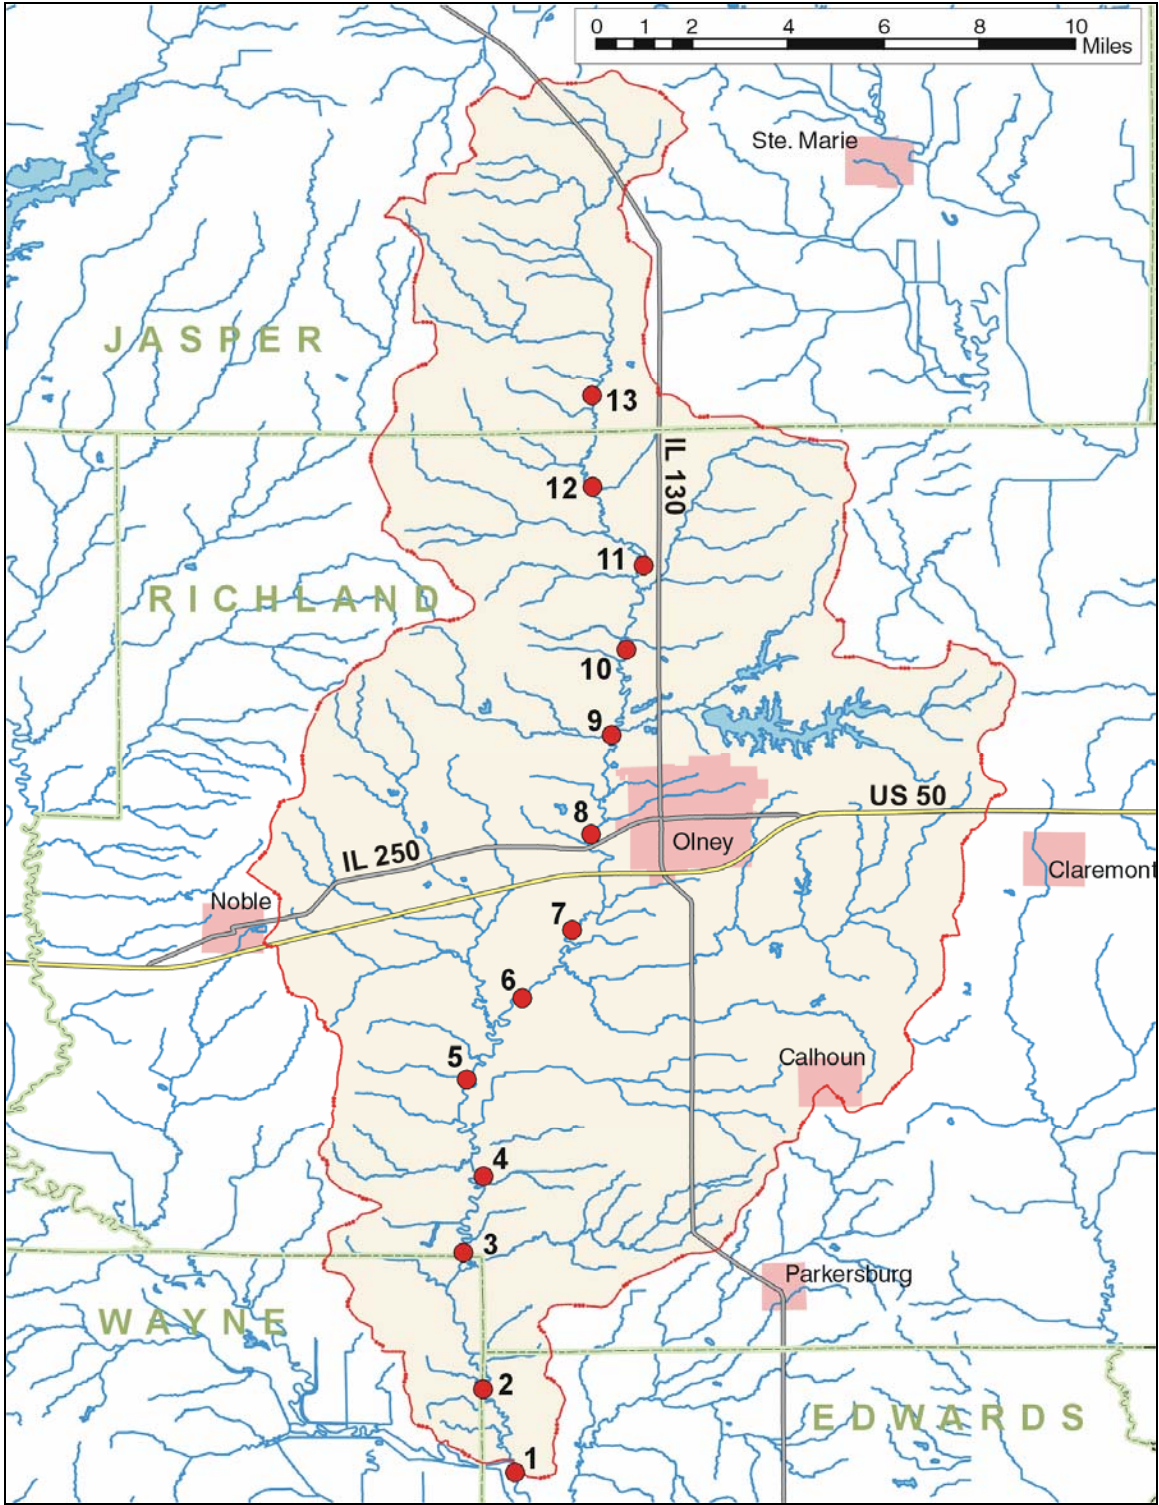 0 1 2 4 6 8 10
Miles
Ste. Marie
JASPER
13
IL 130
12
11
RICHLAND
10
9
US 50
8
Olney
IL 250
Claremont
Noble
7
6
5
Calhoun
4
3
Parkersburg
WAYNE
2
EDWARDS
1